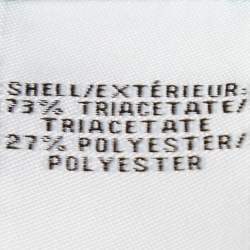 SHELL/EXTÉRIEUR:
73% TRIACETATE/
TRIACETATE
27% POLYESTER/
POLYESTER